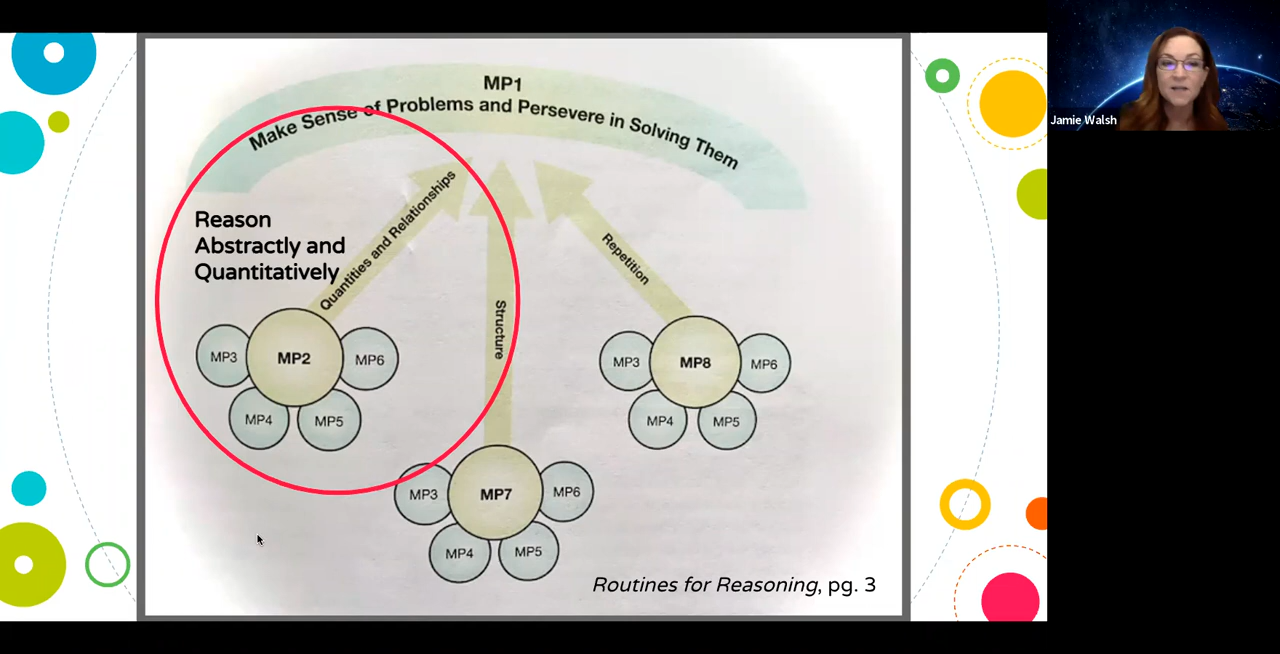 MP1
Make Sense of Problems and Persevere in Solving Them
Jamie Walsh
Reason
Abstractly and
Quantitatively
Quantities and Relationships
Structure
Repetition
MP3
MP2
MP6
MP4
MP5
MP3
MP8
MP6
MP4
MP5
MP3
MP7
MP6
MP4
MP5
Routines for Reasoning, pg. 3